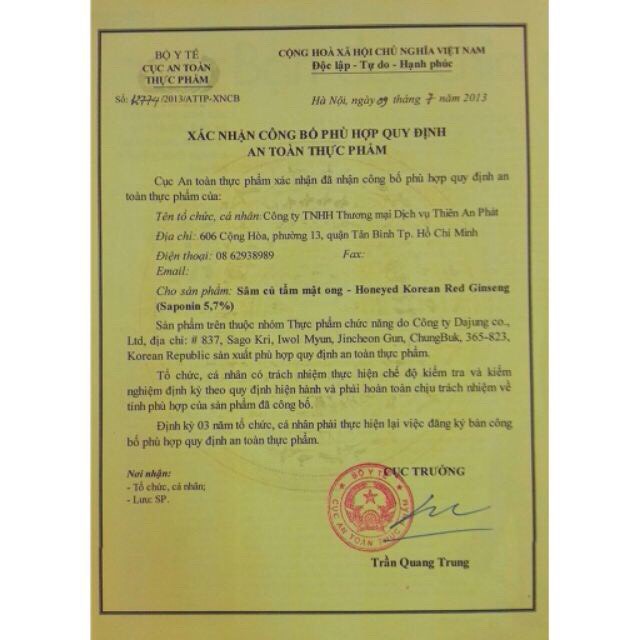 BỘ Y TẾ
CỤC AN TOÀN
THỰC PHẨM
Số: /2013/ATTP-XNCB
CỘNG HOÀ XÃ HỘI CHỦ NGHĨA VIỆT NAM
Độc lập - Tự do - Hạnh phúc
Hà Nội, ngày 09 tháng 7 năm 2013
XÁC NHẬN CÔNG BỐ PHÙ HỢP QUY ĐỊNH
AN TOÀN THỰC PHẨM
Cục An toàn thực phẩm xác nhận đã nhận công bố phù hợp quy định an
toàn thực phẩm của:
Tên tổ chức, cá nhân: Công ty TNHH Thương mại Dịch vụ Thiên An Phát
Địa chỉ: 606 Cộng Hòa, phường 13, quận Tân Bình Tp. Hồ Chí Minh
Điện thoại: 08 62938989 Fax:
Email:
Cho sản phẩm: Sâm củ tẩm mật ong - Honeyed Korean Red Ginseng
(Saponin 5,7%)
Sản phẩm trên thuộc nhóm Thực phẩm chức năng do Công ty Dajung co.,
Ltd, địa chỉ: # 837, Sago Kri, Iwol Myun, Jincheon Gun, ChungBuk, 365-823,
Korean Republic sản xuất phù hợp quy định an toàn thực phẩm.
Tổ chức, cá nhân có trách nhiệm thực hiện chế độ kiểm tra và kiểm
nghiệm định kỳ theo quy định hiện hành và phải hoàn toàn chịu trách nhiệm về
tính phù hợp của sản phẩm đã công bố.
Định kỳ 03 năm tổ chức, cá nhân phải thực hiện lại việc đăng ký bản công
bố phù hợp quy định an toàn thực phẩm.
Nơi nhận:
- Tổ chức, cá nhân;
- Lưu: SP.
CỤC TRƯỞNG
BỘ Y TẾ
CỤC AN TOÀN THỰC
Trần Quang Trung